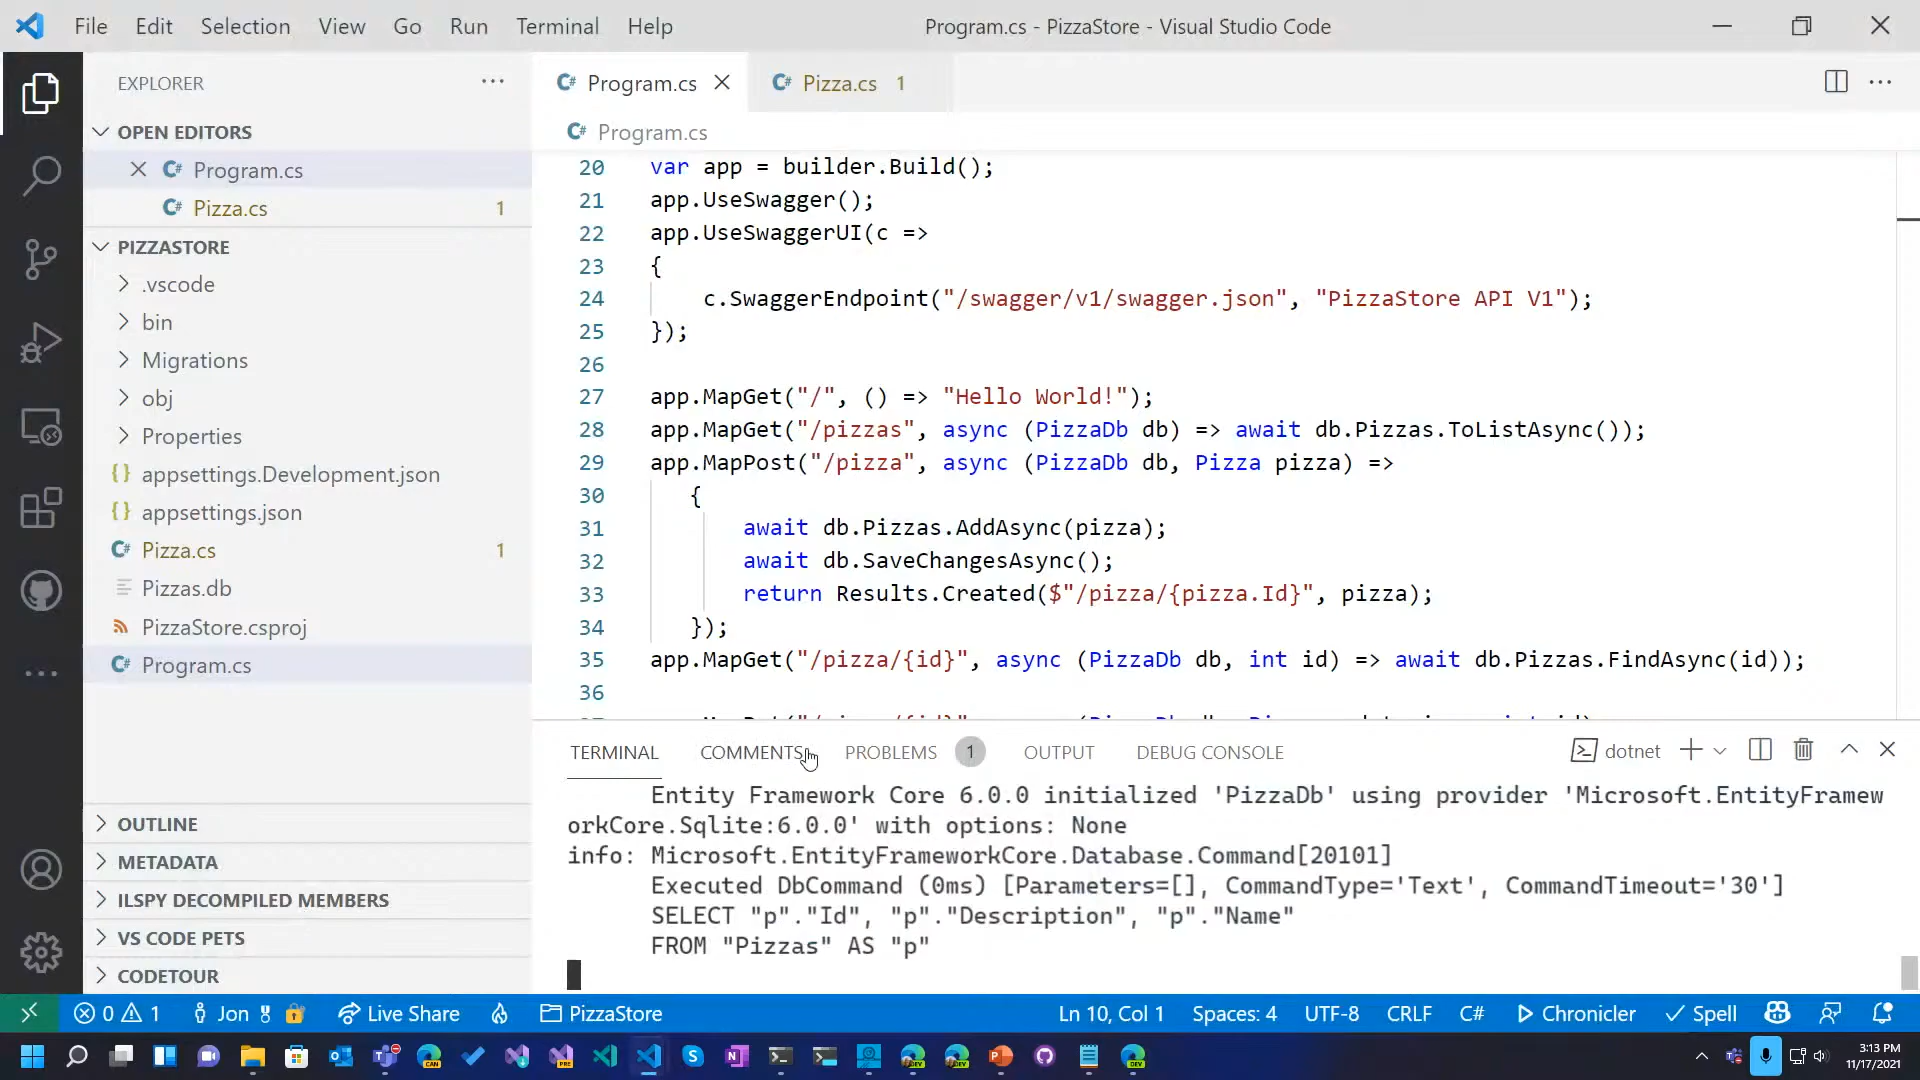 File Edit Selection View Go Run Terminal Help
Program.cs - PizzaStore - Visual Studio Code
EXPLORER
OPEN EDITORS
Program.cs
Pizza.cs 1
PIZZASTORE
.vscode
bin
Migrations
obj
Properties
{} appsettings.Development.json
{} appsettings.json
Pizza.cs 1
Pizzas.db
PizzaStore.csproj
Program.cs
OUTLINE
METADATA
ILSPY DECOMPILED MEMBERS
VS CODE PETS
CODETOUR
Program.cs
Pizza.cs 1
Program.cs
20 var app = builder.Build();
21 app.UseSwagger();
22 app.UseSwaggerUI(c =>
23 {
24 c.SwaggerEndpoint("/swagger/v1/swagger.json", "PizzaStore API V1");
25 });
26
27 app.MapGet("/", () => "Hello World!");
28 app.MapGet("/pizzas", async (PizzaDb db) => await db.Pizzas.ToListAsync());
29 app.MapPost("/pizza", async (PizzaDb db, Pizza pizza) =>
30 {
31 await db.Pizzas.AddAsync(pizza);
32 await db.SaveChangesAsync();
33 return Results.Created($"/pizza/{pizza.Id}", pizza);
34 });
35 app.MapGet("/pizza/{id}", async (PizzaDb db, int id) => await db.Pizzas.FindAsync(id));
36
TERMINAL COMMENTS PROBLEMS 1 OUTPUT DEBUG CONSOLE
dotnet
Entity Framework Core 6.0.0 initialized 'PizzaDb' using provider 'Microsoft.EntityFramew
orkCore.Sqlite:6.0.0' with options: None
info: Microsoft.EntityFrameworkCore.Database.Command[20101]
Executed DbCommand (0ms) [Parameters=[], CommandType='Text', CommandTimeout='30']
SELECT "p"."Id", "p"."Description", "p"."Name"
FROM "Pizzas" AS "p"
0 1 Jon Live Share PizzaStore Ln 10, Col 1 Spaces: 4 UTF-8 CRLF C# Chronicler Spell
3:13 PM
11/17/2021